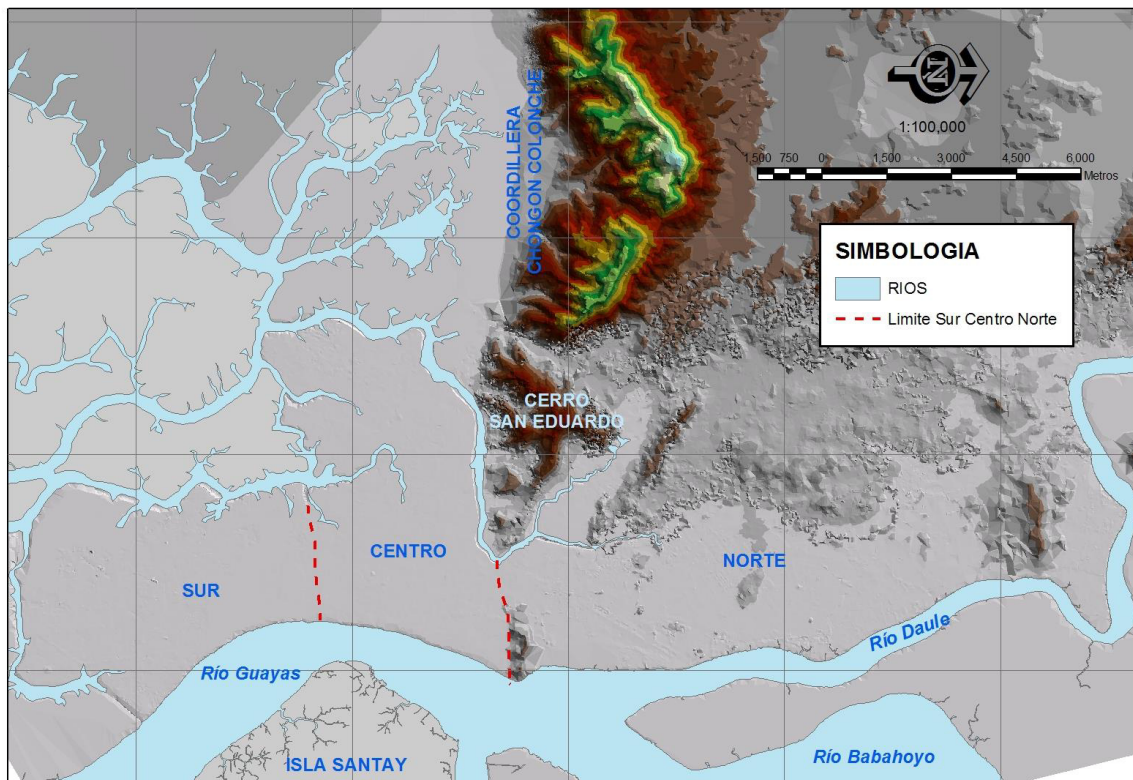 COORDILLERA
CHONGON COLONCHE
N
1:100,000
1,500 750 0 1,500 3,000 4,500 6,000
Metros
SIMBOLOGIA
RIOS
Limite Sur Centro Norte
CERRO
SAN EDUARDO
CENTRO
NORTE
SUR
Río Daule
Río Guayas
ISLA SANTAY
Río Babahoyo